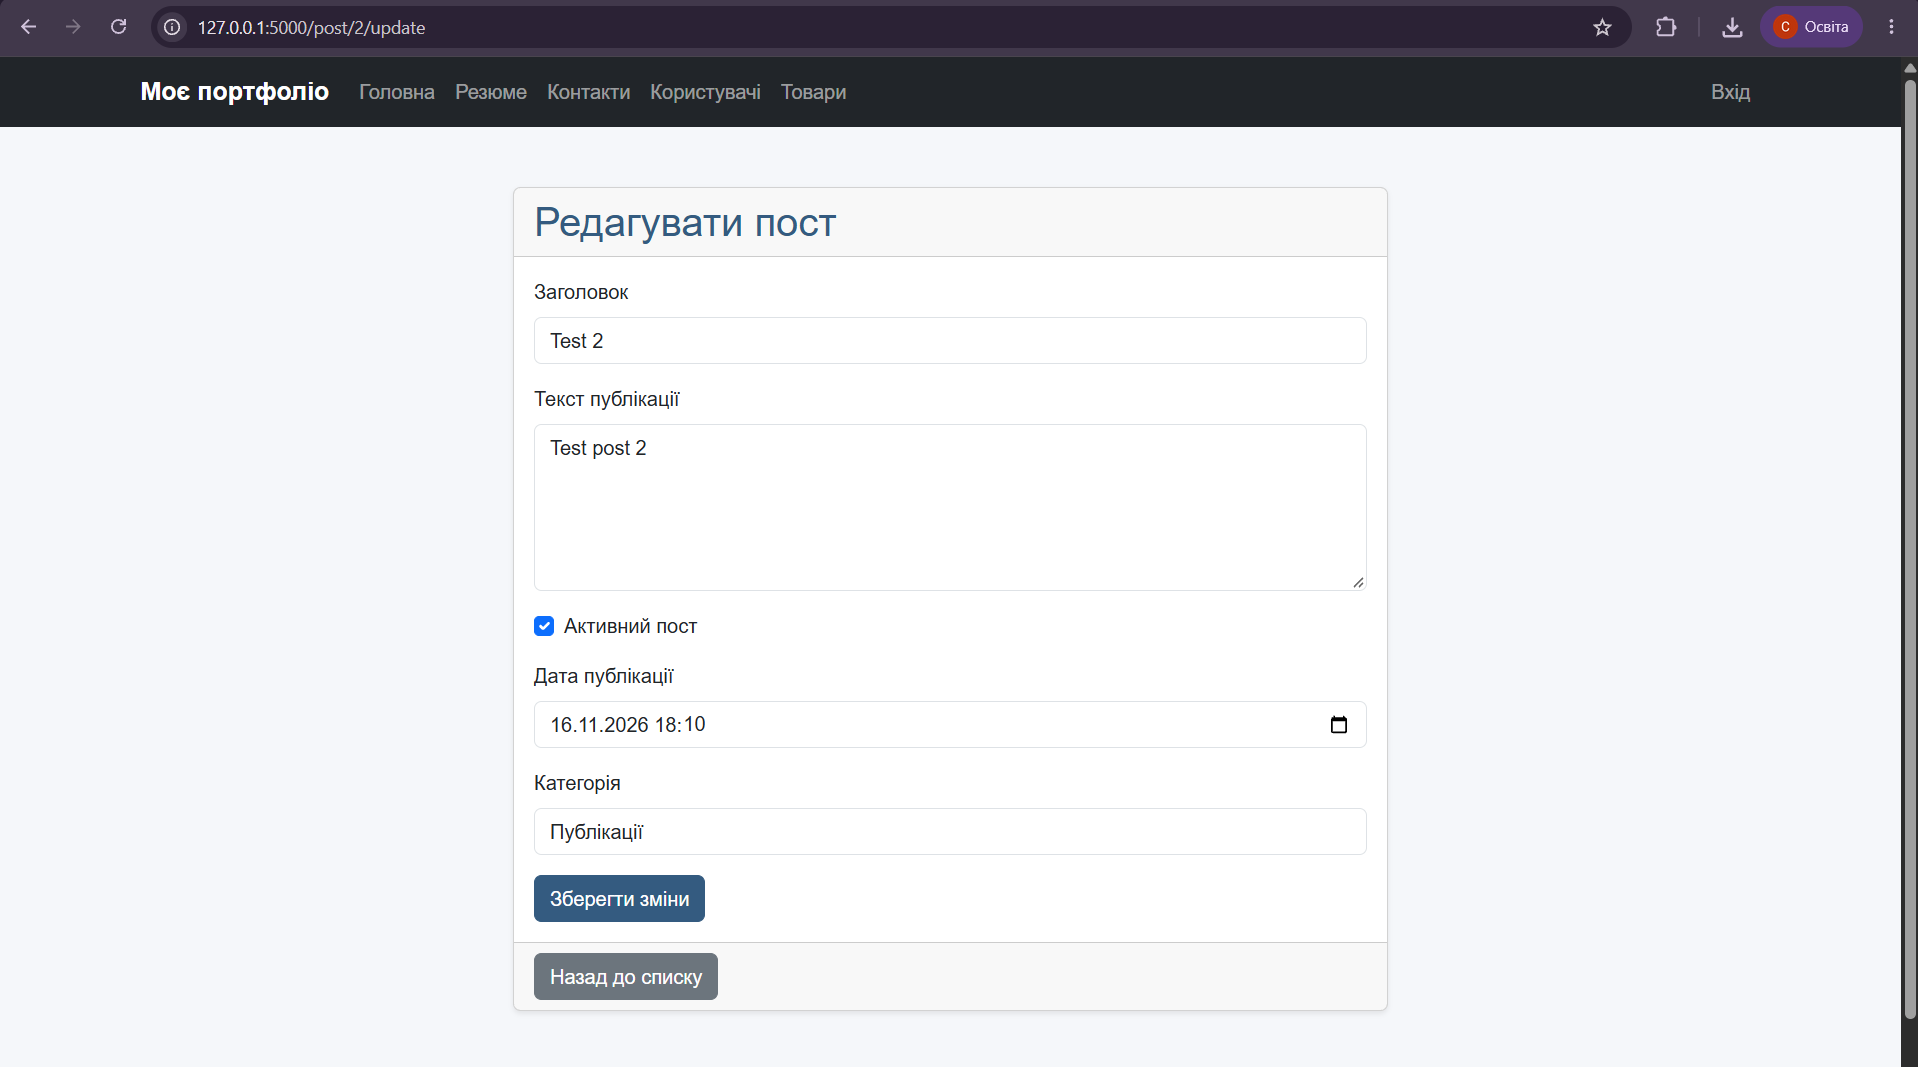 127.0.0.1:5000/post/2/update
С Освіта
Моє портфоліо Головна Резюме Контакти Користувачі Товари Вхід
Редагувати пост
Заголовок
Test 2
Текст публікації
Test post 2
Активний пост
Дата публікації
16.11.2026 18:10
Категорія
Публікації
Зберегти зміни
Назад до списку